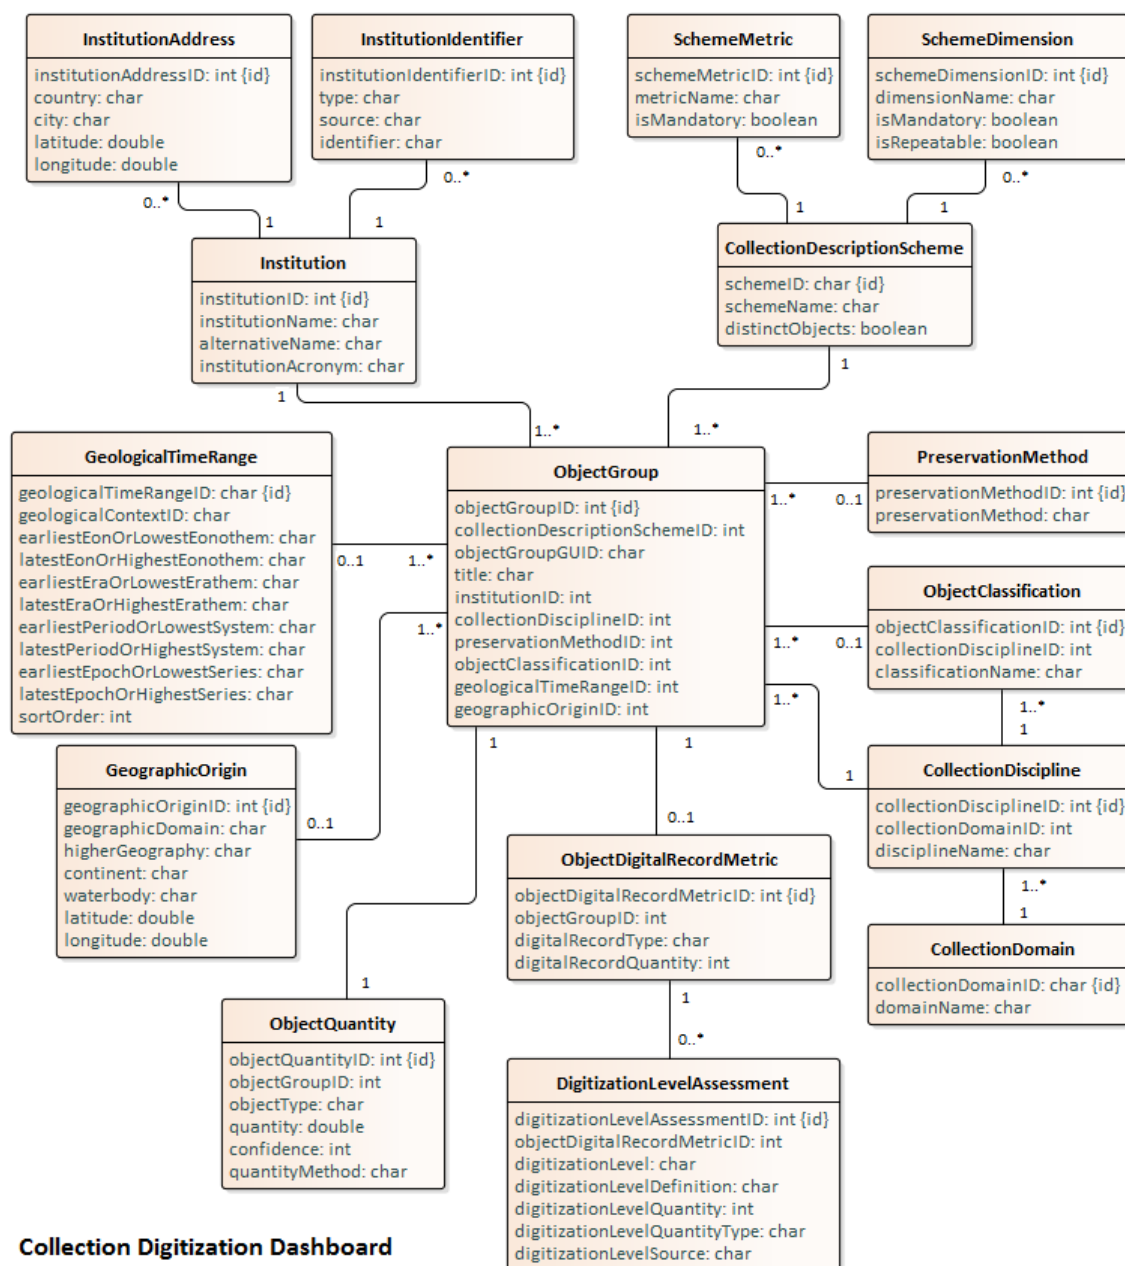 InstitutionAddress
institutionAddressID: int {id}
country: char
city: char
latitude: double
longitude: double
InstitutionIdentifier
institutionIdentifierID: int {id}
type: char
source: char
identifier: char
SchemeMetric
schemeMetricID: int {id}
metricName: char
isMandatory: boolean
SchemeDimension
schemeDimensionID: int {id}
dimensionName: char
isMandatory: boolean
isRepeatable: boolean
0..*
1
0..*
1
0..*
1
0..*
1
Institution
institutionID: int {id}
institutionName: char
alternativeName: char
institutionAcronym: char
CollectionDescriptionScheme
schemeID: char {id}
schemeName: char
distinctObjects: boolean
1
1..*
1
1..*
GeologicalTimeRange
geologicalTimeRangeID: char {id}
geologicalContextID: char
earliestEonOrLowestEonothem: char
latestEonOrHighestEonothem: char
earliestEraOrLowestErathem: char
latestEraOrHighestErathem: char
earliestPeriodOrLowestSystem: char
latestPeriodOrHighestSystem: char
earliestEpochOrLowestSeries: char
latestEpochOrHighestSeries: char
sortOrder: int
0..1
1..*
ObjectGroup
objectGroupID: int {id}
collectionDescriptionSchemeID: int
objectGroupGUID: char
title: char
institutionID: int
collectionDisciplineID: int
preservationMethodID: int
objectClassificationID: int
geologicalTimeRangeID: int
geographicOriginID: int
1..*
0..1
PreservationMethod
preservationMethodID: int {id}
preservationMethod: char
1..*
0..1
ObjectClassification
objectClassificationID: int {id}
collectionDisciplineID: int
classificationName: char
1..*
1
1..*
1
CollectionDiscipline
collectionDisciplineID: int {id}
collectionDomainID: int
disciplineName: char
1..*
1
CollectionDomain
collectionDomainID: char {id}
domainName: char
1..*
0..1
GeographicOrigin
geographicOriginID: int {id}
geographicDomain: char
higherGeography: char
continent: char
waterbody: char
latitude: double
longitude: double
1
1
ObjectQuantity
objectQuantityID: int {id}
objectGroupID: int
objectType: char
quantity: double
confidence: int
quantityMethod: char
1
0..1
ObjectDigitalRecordMetric
objectDigitalRecordMetricID: int {id}
objectGroupID: int
digitalRecordType: char
digitalRecordQuantity: int
1
0..*
DigitizationLevelAssessment
digitizationLevelAssessmentID: int {id}
objectDigitalRecordMetricID: int
digitizationLevel: char
digitizationLevelDefinition: char
digitizationLevelQuantity: int
digitizationLevelQuantityType: char
digitizationLevelSource: char
Collection Digitization Dashboard